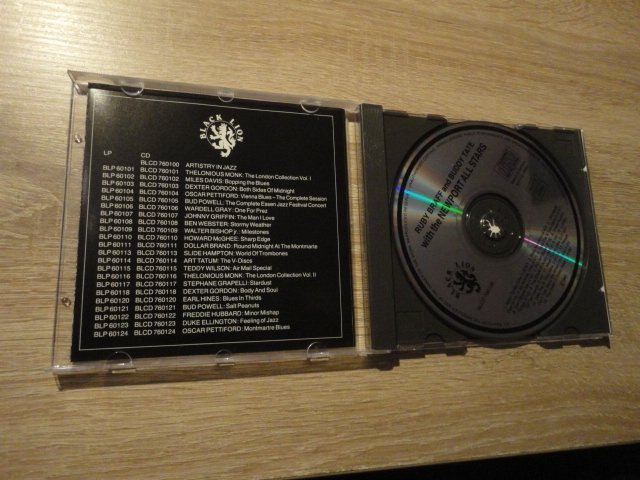 BLACK LION
LP CD
BLCD 760100 ARTISTRY IN JAZZ
BLP 60101 BLCD 760101 THELONIOUS MONK: The London Collection Vol. I
BLP 60102 BLCD 760102 MILES DAVIS: Bopping the Blues
BLP 60103 BLCD 760103 DEXTER GORDON: Both Sides Of Midnight
BLP 60104 BLCD 760104 OSCAR PETTIFORD: Vienna Blues - The Complete Session
BLP 60105 BLCD 760105 BUD POWELL: The Complete Essen Jazz Festival Concert
BLP 60106 BLCD 760106 WARDELL GRAY: One For Prez
BLP 60107 BLCD 760107 JOHNNY GRIFFIN: The Man I Love
BLP 60108 BLCD 760108 BEN WEBSTER: Stormy Weather
BLP 60109 BLCD 760109 WALTER BISHOP jr.: Milestones
BLP 60110 BLCD 760110 HOWARD McGHEE: Sharp Edge
BLP 60111 BLCD 760111 DOLLAR BRAND: Round Midnight At The Montmartre
BLP 60113 BLCD 760113 SLIDE HAMPTON: World Of Trombones
BLP 60114 BLCD 760114 ART TATUM: The V-Discs
BLP 60115 BLCD 760115 TEDDY WILSON: Air Mail Special
BLP 60116 BLCD 760116 THELONIOUS MONK: The London Collection Vol. II
BLP 60117 BLCD 760117 STEPHANE GRAPELLI: Stardust
BLP 60118 BLCD 760118 DEXTER GORDON: Body And Soul
BLP 60120 BLCD 760120 EARL HINES: Blues In Thirds
BLP 60121 BLCD 760121 BUD POWELL: Salt Peanuts
BLP 60122 BLCD 760122 FREDDIE HUBBARD: Minor Mishap
BLP 60123 BLCD 760123 DUKE ELLINGTON: Feeling of Jazz
BLP 60124 BLCD 760124 OSCAR PETTIFORD: Montmartre Blues
RUBY BRAFF and BUDDY TATE
with the NEWPORT ALL STARS
BLACK LION